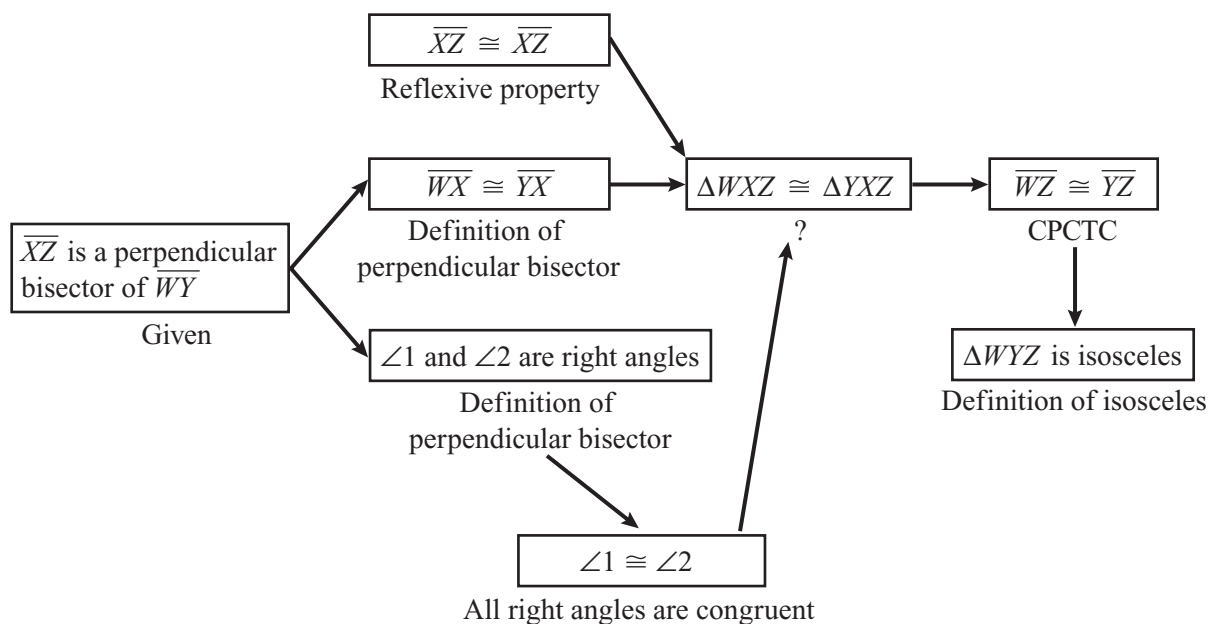 XZ ≅ XZ
Reflexive property
WX ≅ YX
Definition of
perpendicular bisector
ΔWXZ ≅ ΔYXZ
?
WZ ≅ YZ
CPCTC
XZ is a perpendicular
bisector of WY
Given
∠1 and ∠2 are right angles
Definition of
perpendicular bisector
ΔWYZ is isosceles
Definition of isosceles
∠1 ≅ ∠2
All right angles are congruent